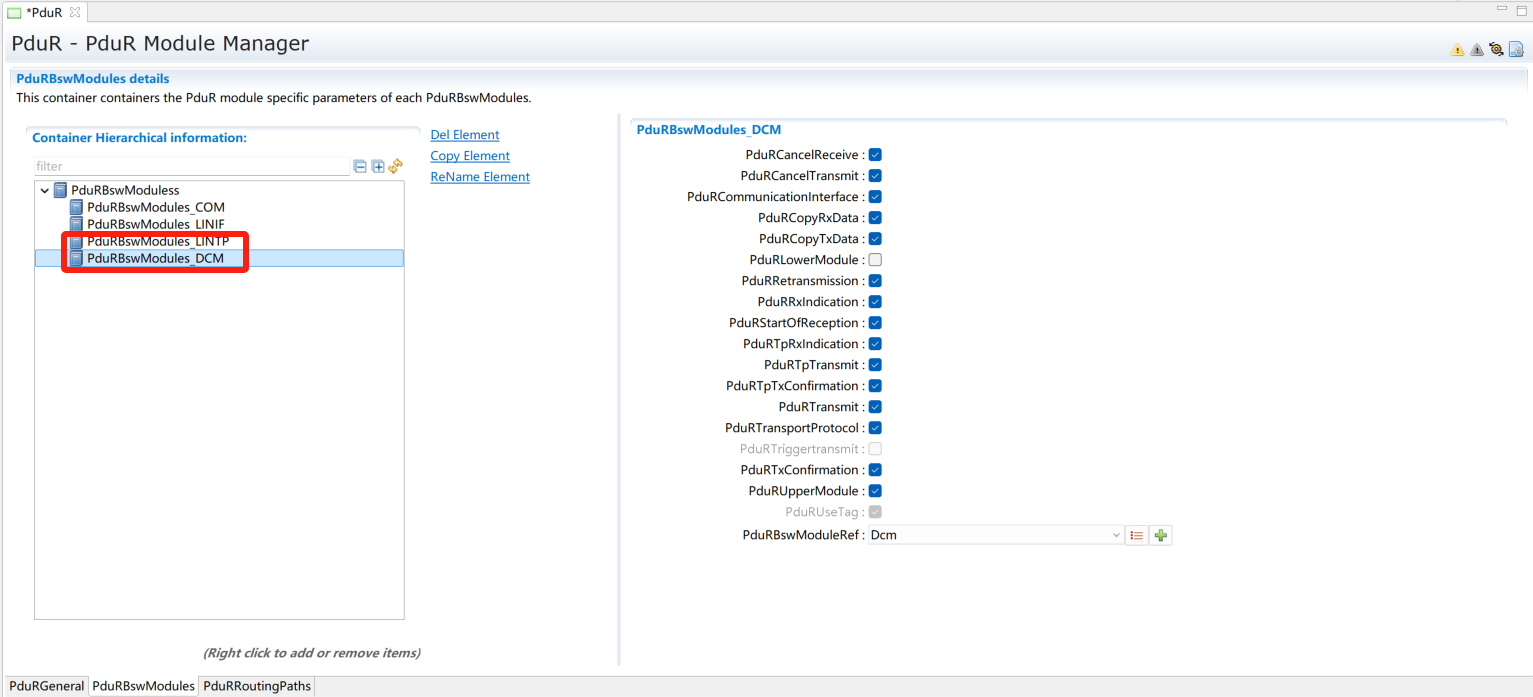 *PduR
PduR - PduR Module Manager
PduRBswModules details
This container containers the PduR module specific parameters of each PduRBswModules.
Container Hierarchical information:
filter
PduRBswModuless
PduRBswModules_COM
PduRBswModules_LINIF
PduRBswModules_LINTP
PduRBswModules_DCM
(Right click to add or remove items)
Del Element
Copy Element
ReName Element
PduRBswModules_DCM
PduRCancelReceive :
PduRCancelTransmit :
PduRCommunicationInterface :
PduRCopyRxData :
PduRCopyTxData :
PduRLowerModule :
PduRRetransmission :
PduRRxIndication :
PduRStartOfReception :
PduRTpRxIndication :
PduRTpTransmit :
PduRTpTxConfirmation :
PduRTransmit :
PduRTransportProtocol :
PduRTriggertransmit :
PduRTxConfirmation :
PduRUpperModule :
PduRUseTag :
PduRBswModuleRef : Dcm
PduRGeneral PduRBswModules PduRRoutingPaths